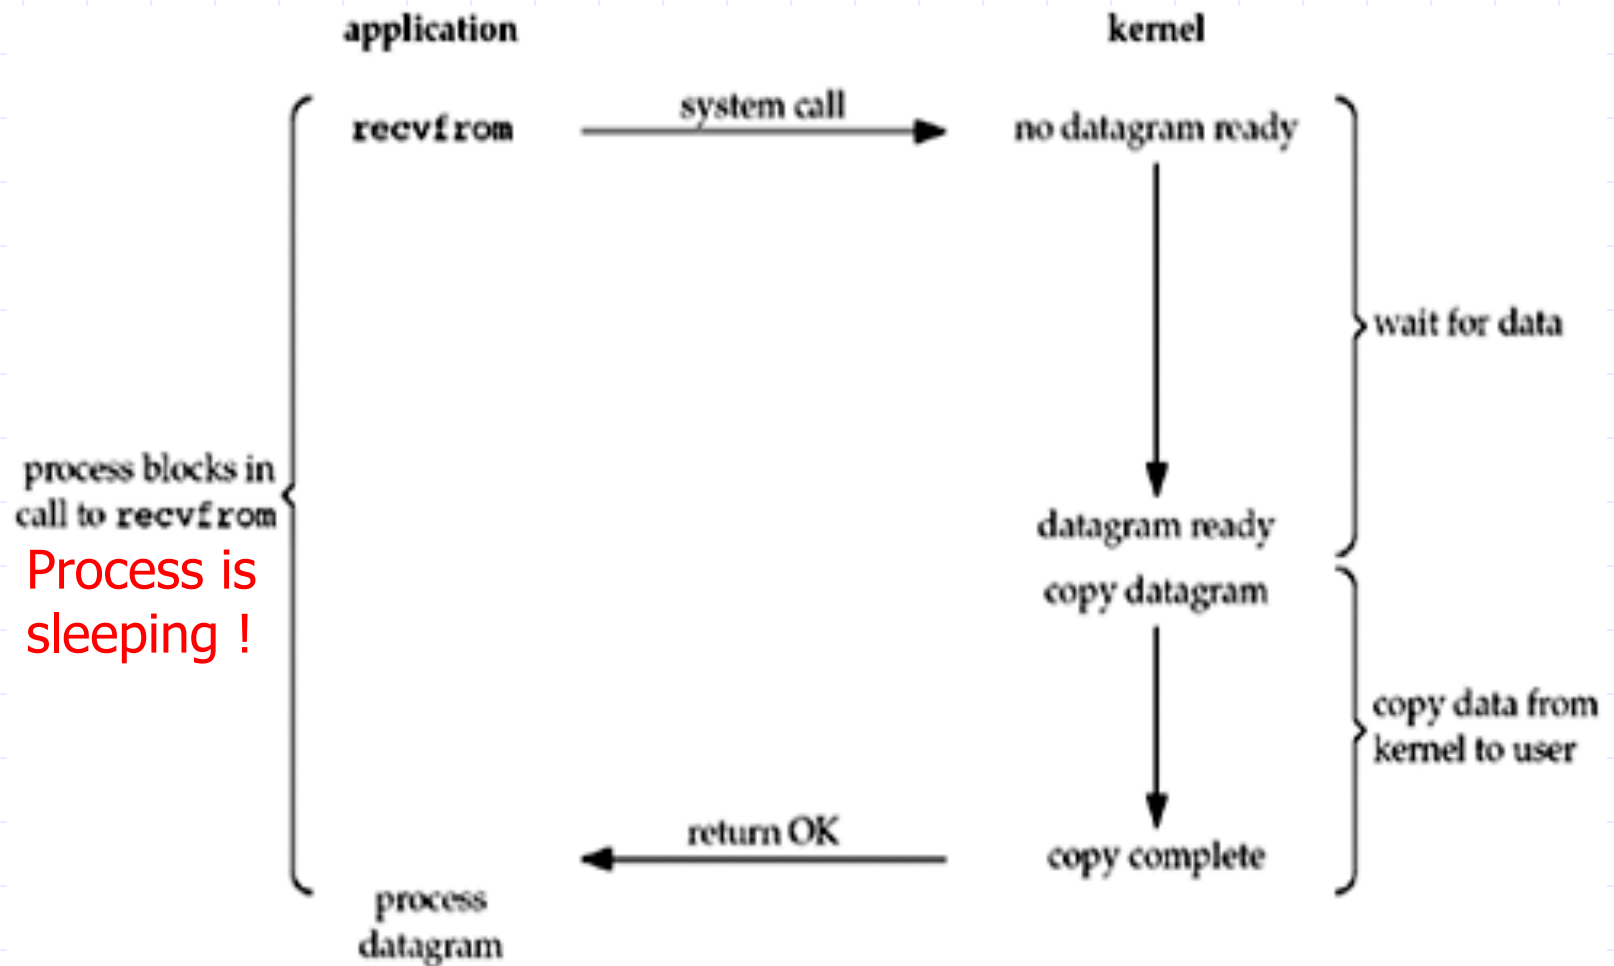 application
kernel
recvfrom
system call
no datagram ready
wait for data
process blocks in
call to recvfrom
Process is
sleeping !
datagram ready
copy datagram
copy data from
kernel to user
return OK
copy complete
process
datagram